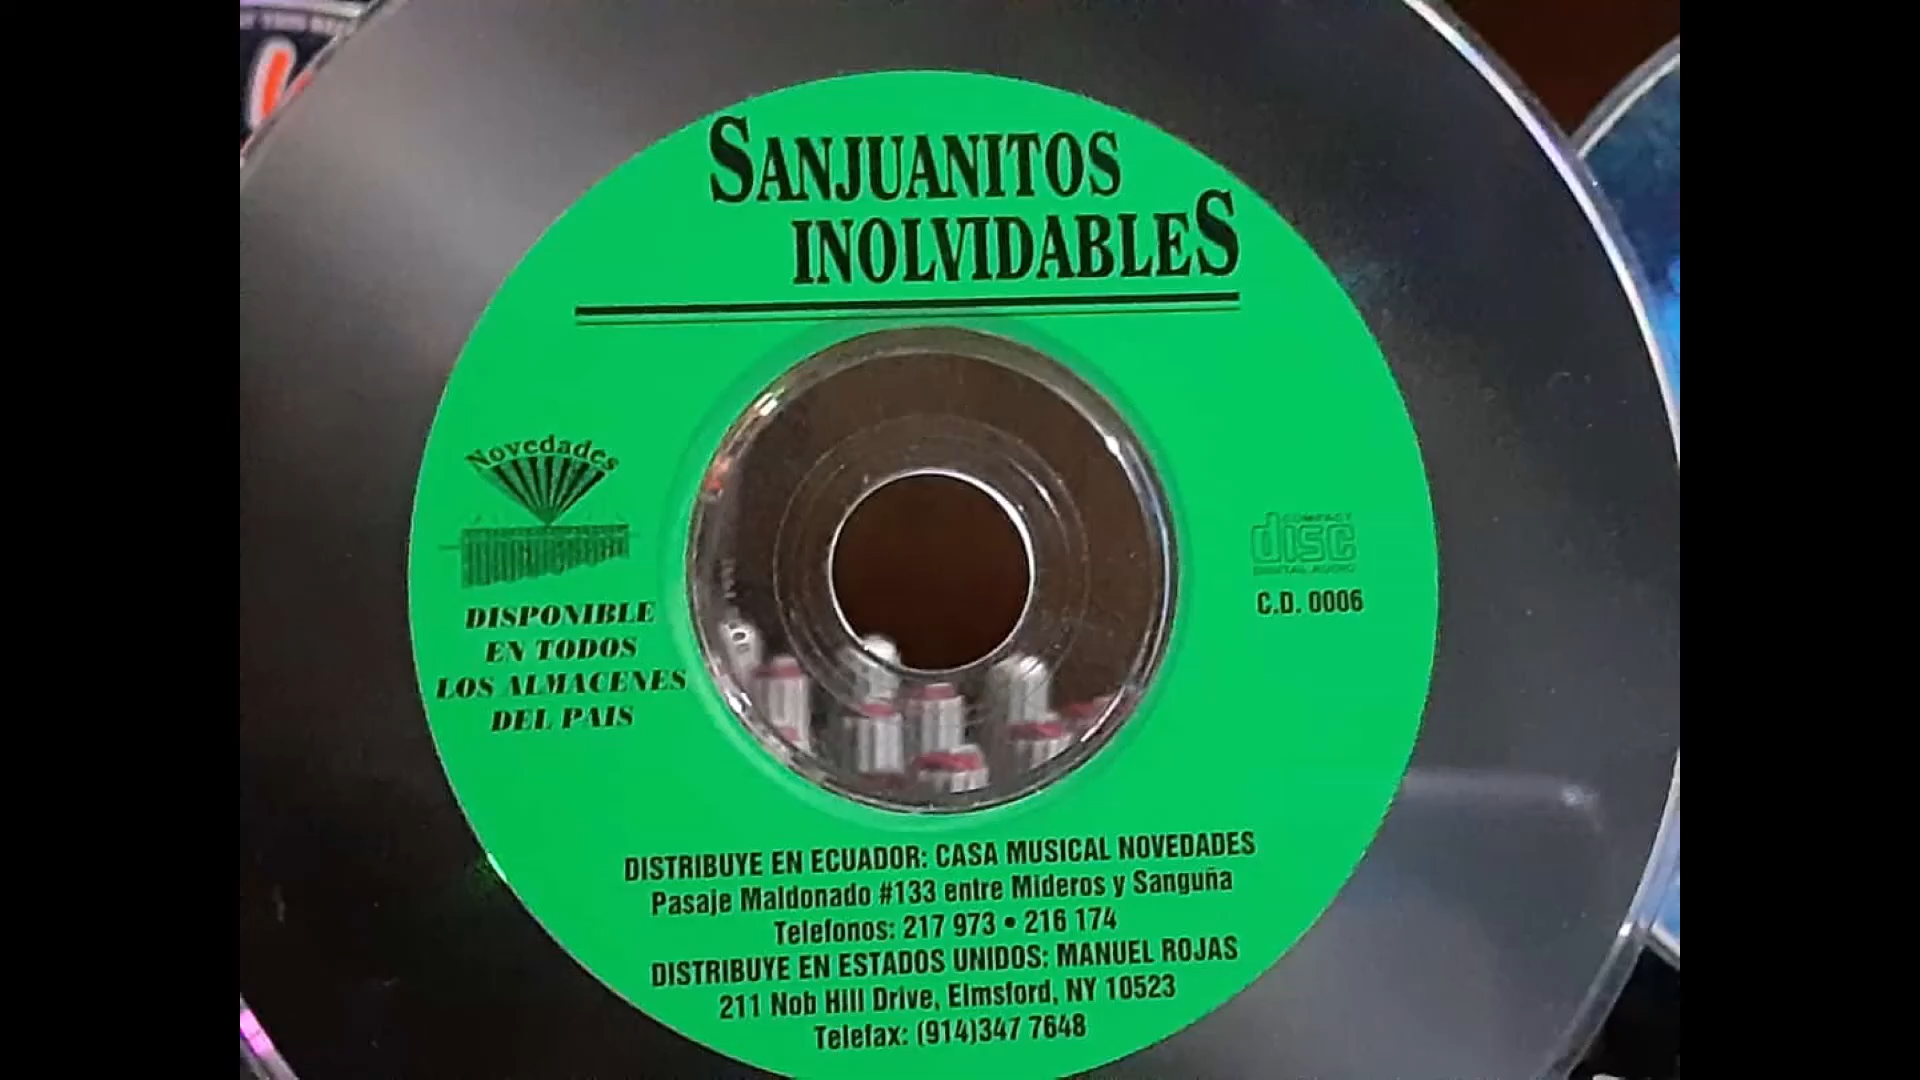 SANJUANITOS
INOLVIDABLES
Novedades
DISPONIBLE
EN TODOS
LOS ALMACENES
DEL PAIS
COMPACT
disc
DIGITAL AUDIO
C.D. 0006
DISTRIBUYE EN ECUADOR: CASA MUSICAL NOVEDADES
Pasaje Maldonado #133 entre Mideros y Sanguña
Telefonos: 217 973 • 216 174
DISTRIBUYE EN ESTADOS UNIDOS: MANUEL ROJAS
211 Nob Hill Drive, Elmsford, NY 10523
Telefax: (914)347 7648